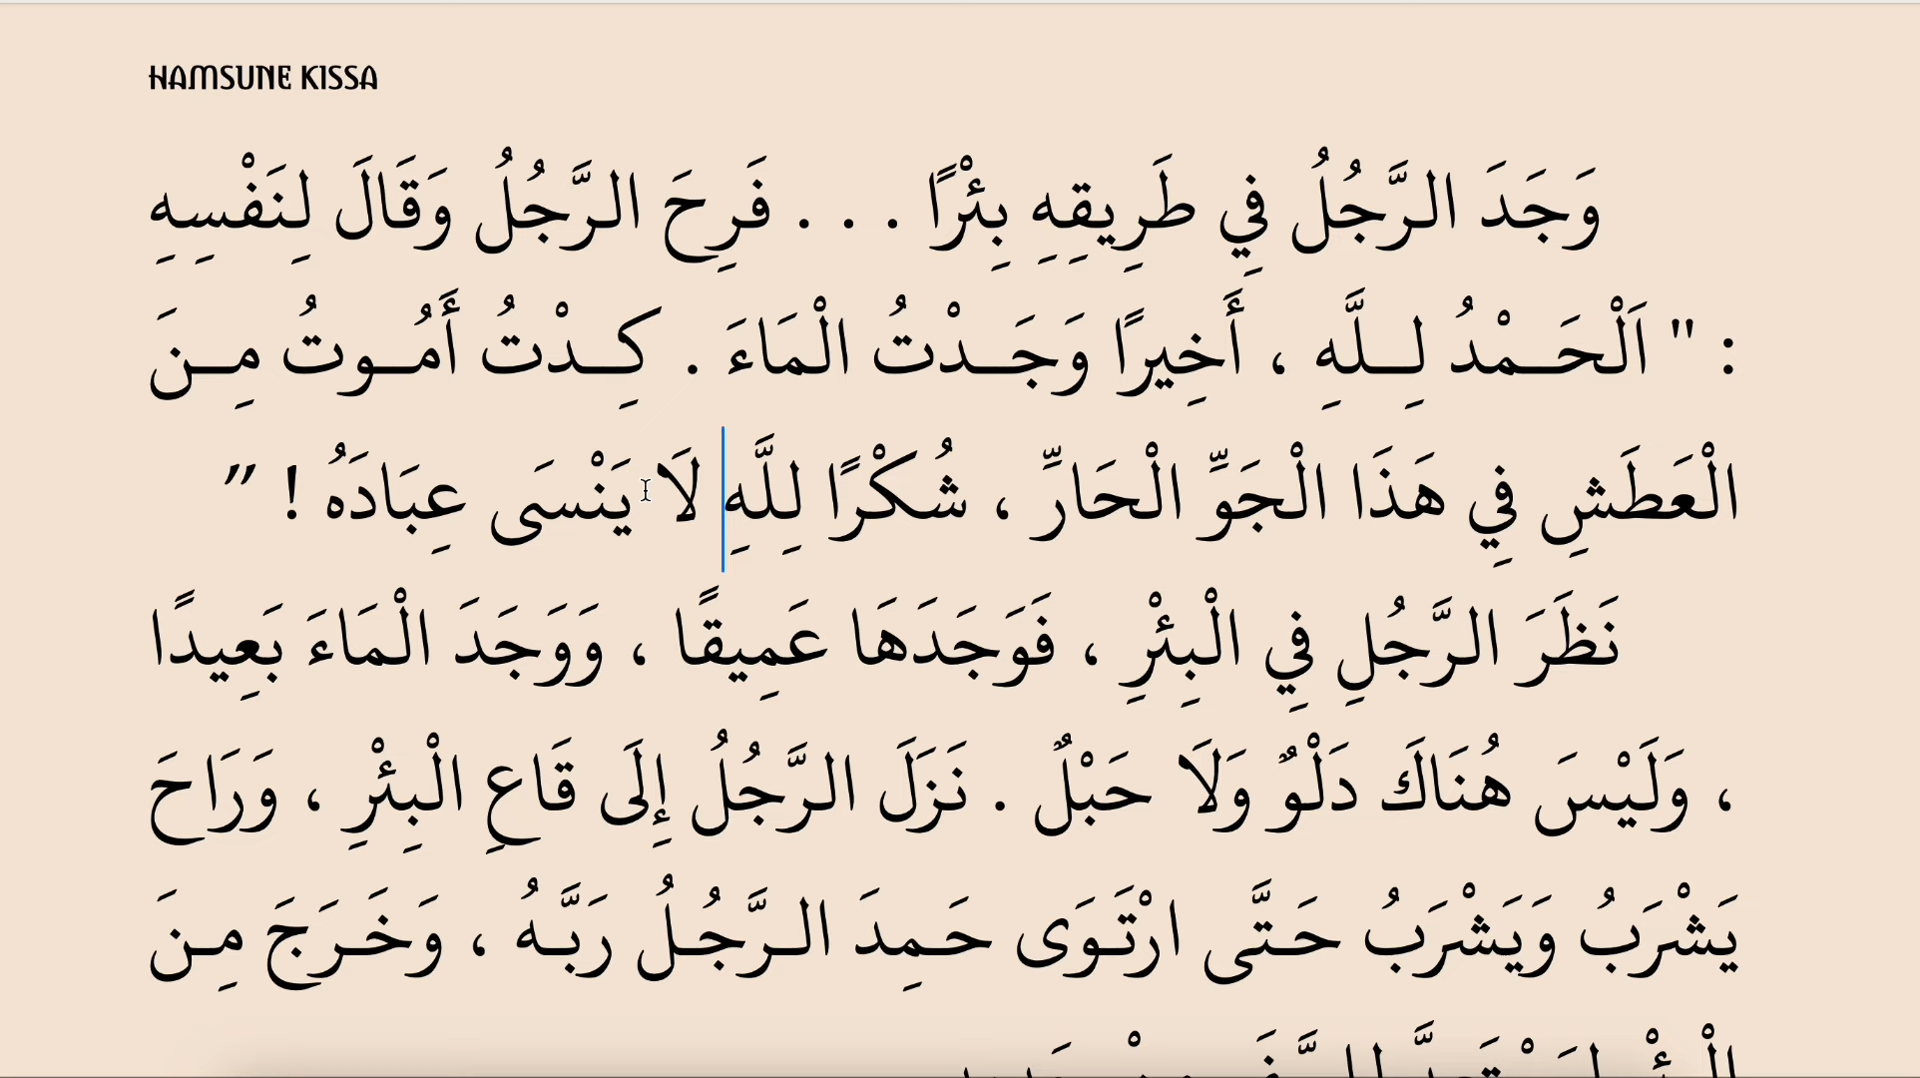 HAMSUNE KISSA
وَجَدَ الرَّجُلُ فِي طَرِيقِهِ بِئْرًا . . . فَرِحَ الرَّجُلُ وَقَالَ لِنَفْسِهِ
: " اَلْحَمْدُ لِلَّهِ ، أَخِيرًا وَجَدْتُ الْمَاءَ . كِدْتُ أَمُوتُ مِنَ
الْعَطَشِ فِي هَذَا الْجَوِّ الْحَارِّ ، شُكْرًا لِلَّهِ لَا يَنْسَى عِبَادَهُ ! ”
نَظَرَ الرَّجُلِ فِي الْبِئْرِ ، فَوَجَدَهَا عَمِيقًا ، وَوَجَدَ الْمَاءَ بَعِيدًا
، وَلَيْسَ هُنَاكَ دَلْوٌ وَلَا حَبْلٌ . نَزَلَ الرَّجُلُ إِلَى قَاعِ الْبِئْرِ ، وَرَاحَ
يَشْرَبُ وَيَشْرَبُ حَتَّى ارْتَوَى حَمِدَ الرَّجُلُ رَبَّهُ ، وَخَرَجَ مِنَ